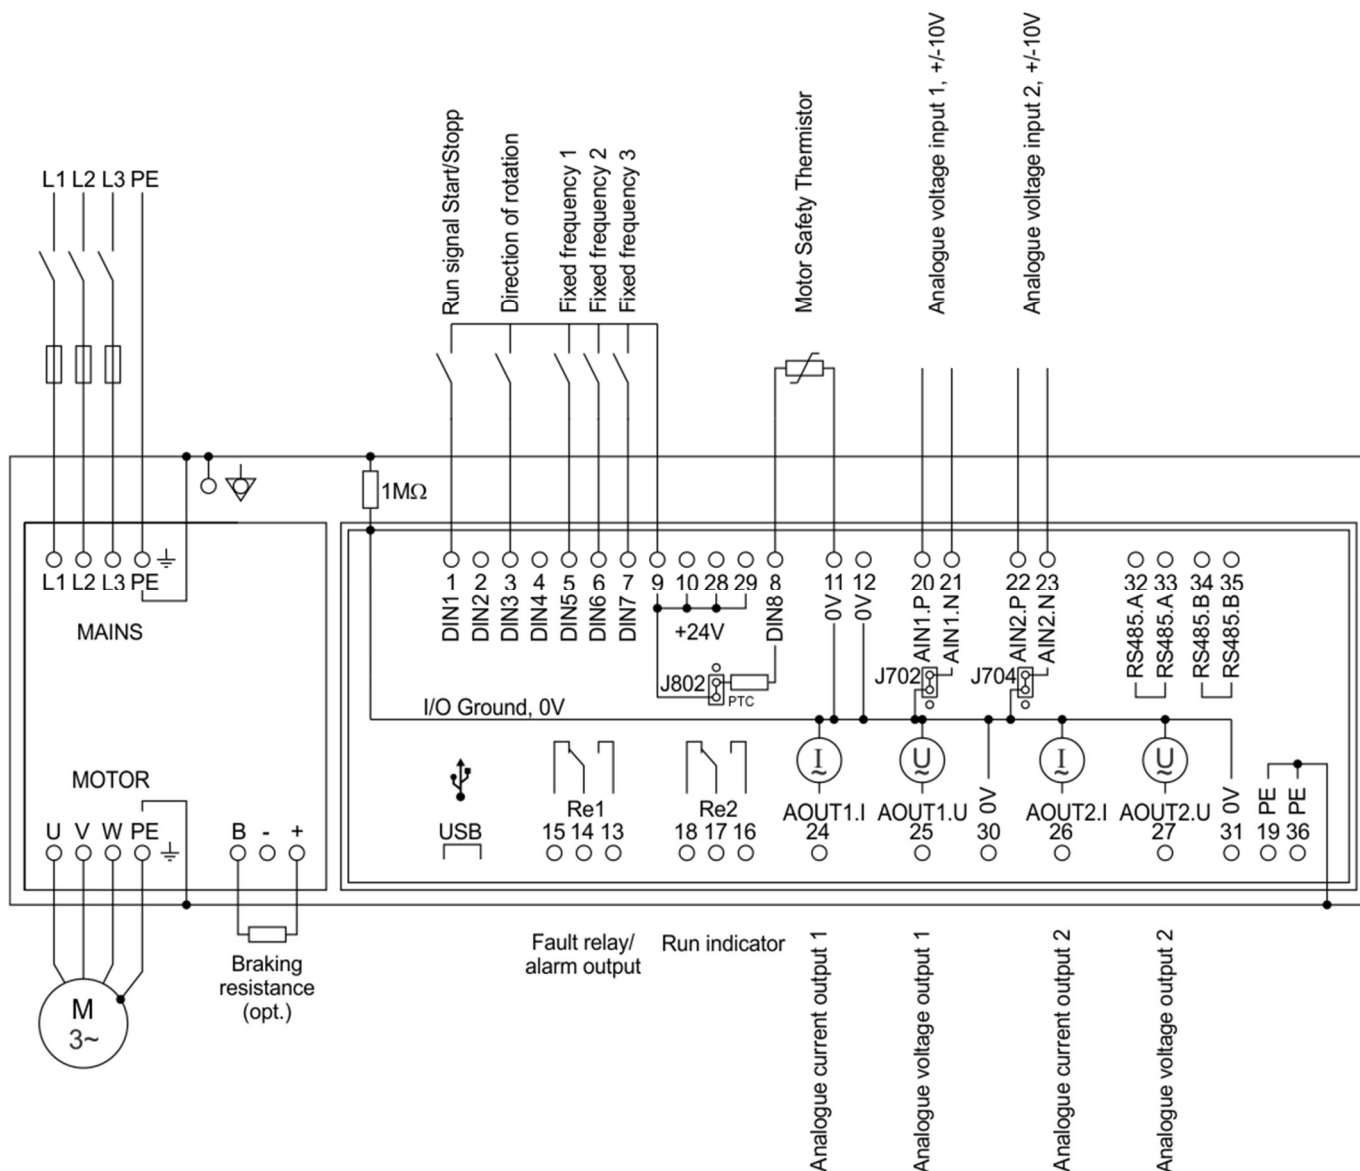 Analogue voltage input 1, +/-10V
Analogue voltage input 2, +/-10V
Motor Safety Thermistor
Run signal Start/Stopp
Direction of rotation
Fixed frequency 1
Fixed frequency 2
Fixed frequency 3
L1 L2 L3 PE
1MΩ
L1 L2 L3 PE
MAINS
1 2 3 4 5 6 7 9 10 28 29 8 11 12 20 21 22 23 32 33 34 35
DIN1
DIN2
DIN3
DIN4
DIN5
DIN6
DIN7
+24V
DIN8
0V
0V
AIN1.P
AIN1.N
AIN2.P
AIN2.N
RS485.A
RS485.A
RS485.B
RS485.B
J802
PTC
J702
J704
I/O Ground, 0V
MOTOR
U V W PE
B - +
USB
Re1
15 14 13
Re2
18 17 16
I
~
AOUT1.I
24
U
~
AOUT1.U
25
0V
30
I
~
AOUT2.I
26
U
~
AOUT2.U
27
0V
31
PE
19
PE
36
Braking
resistance
(opt.)
M
3~
Fault relay/
alarm output
Run indicator
Analogue current output 1
Analogue voltage output 1
Analogue current output 2
Analogue voltage output 2